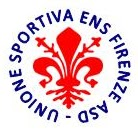 UNIONE SPORTIVA ENS FIRENZE ASD -